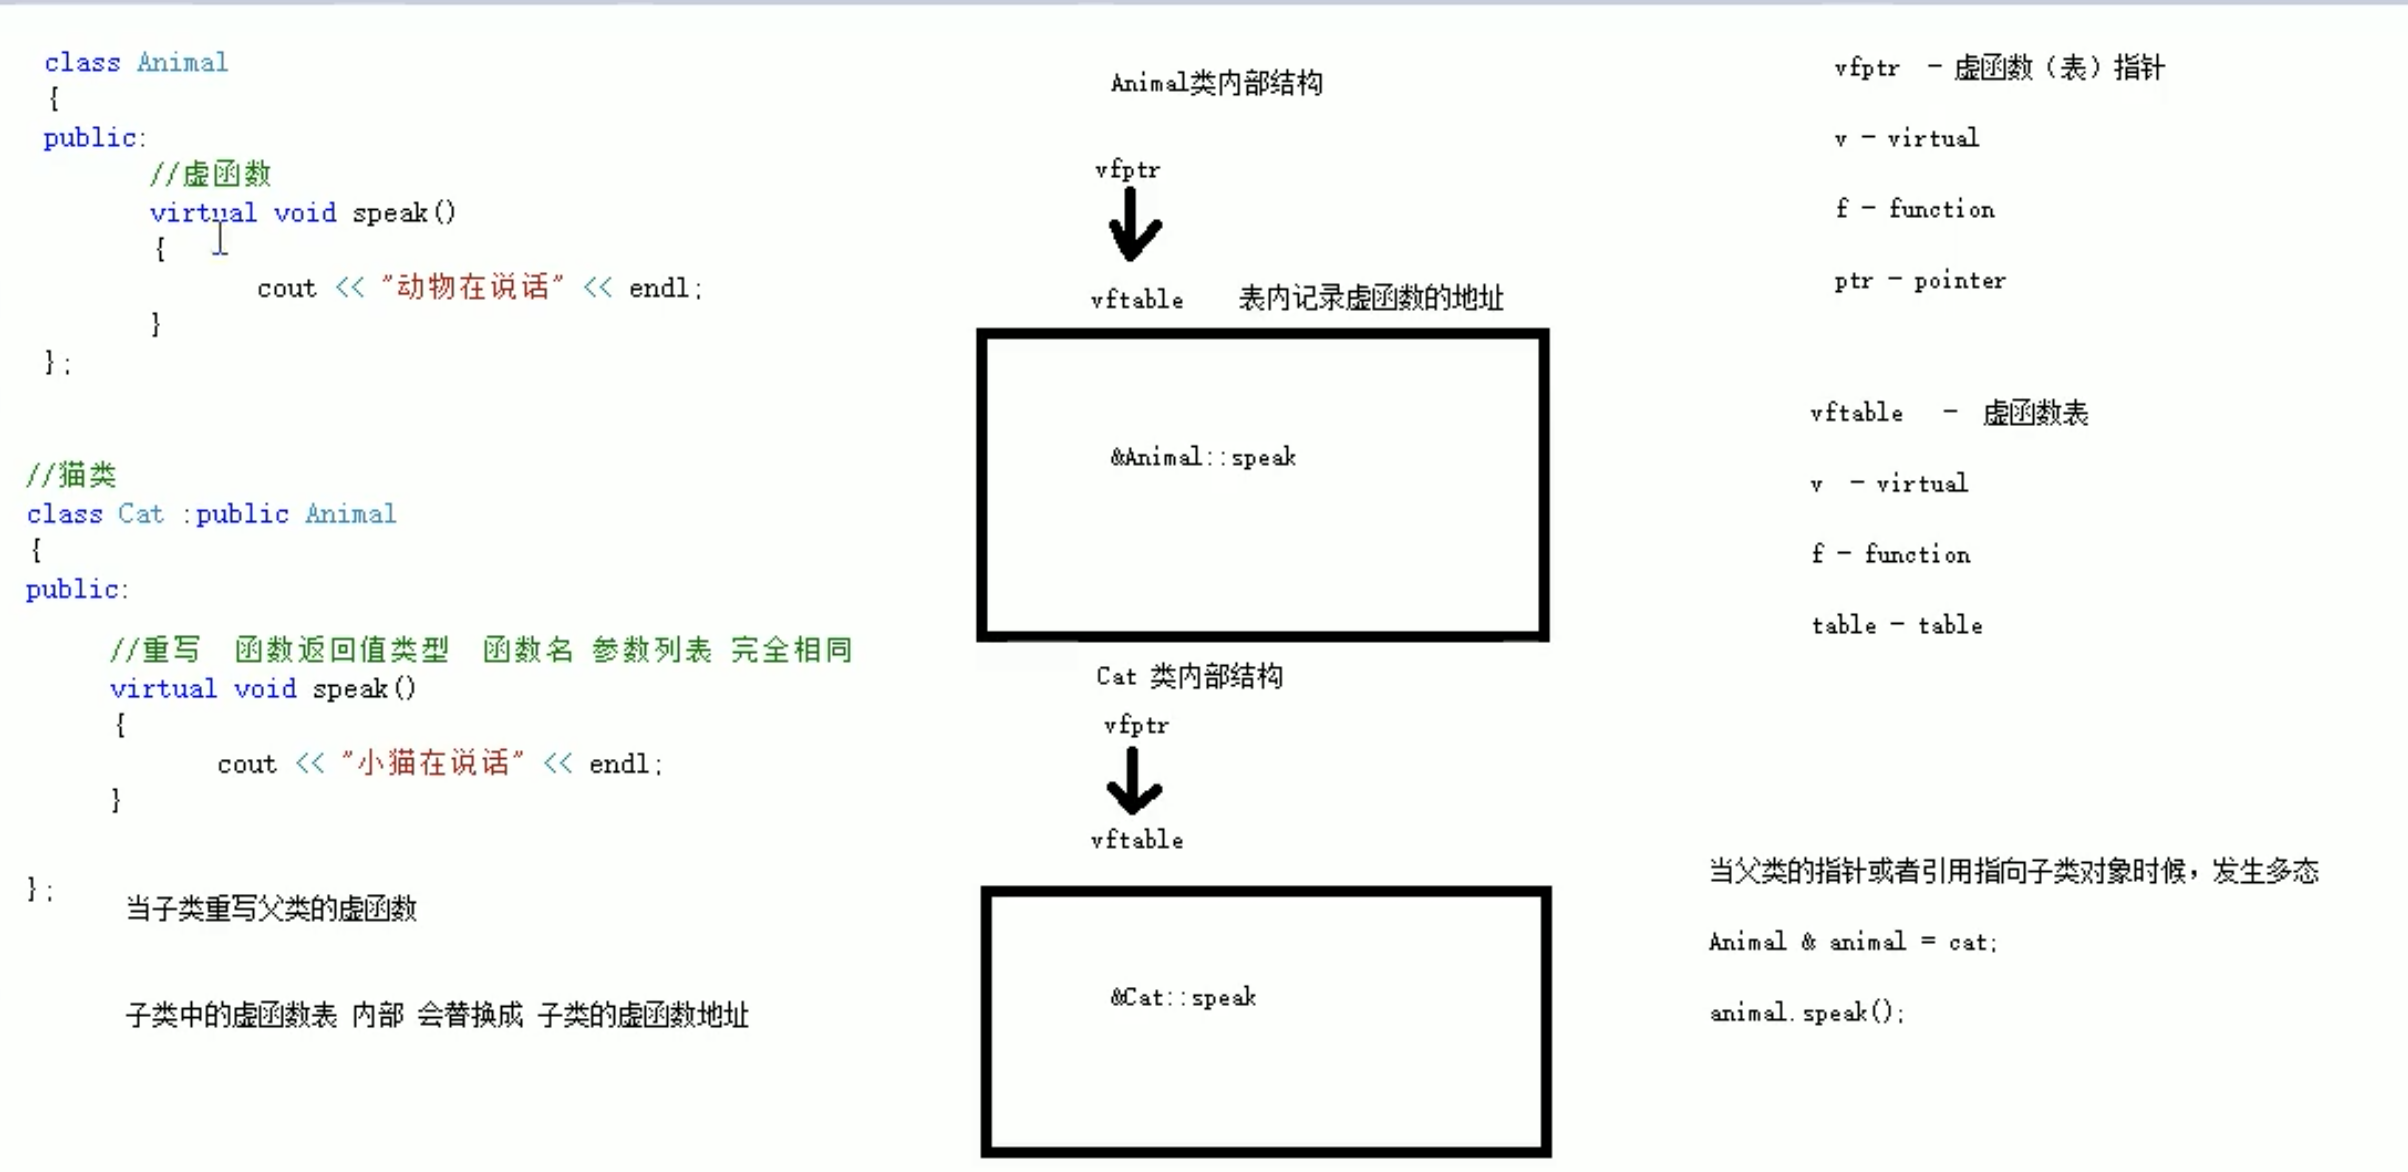 class Animal
{
public:
//虚函数
virtual void speak()
{
cout << "动物在说话" << endl;
}
};
//猫类
class Cat :public Animal
{
public:
//重写 函数返回值类型 函数名 参数列表 完全相同
virtual void speak()
{
cout << "小猫在说话" << endl;
}
};
当子类重写父类的虚函数
子类中的虚函数表 内部 会替换成 子类的虚函数地址
Animal类内部结构
vfptr
vftable 表内记录虚函数的地址
&Animal::speak
Cat 类内部结构
vfptr
vftable
&Cat::speak
vfptr - 虚函数（表）指针
v - virtual
f - function
ptr - pointer
vftable - 虚函数表
v - virtual
f - function
table - table
当父类的指针或者引用指向子类对象时候，发生多态
Animal & animal = cat;
animal.speak();